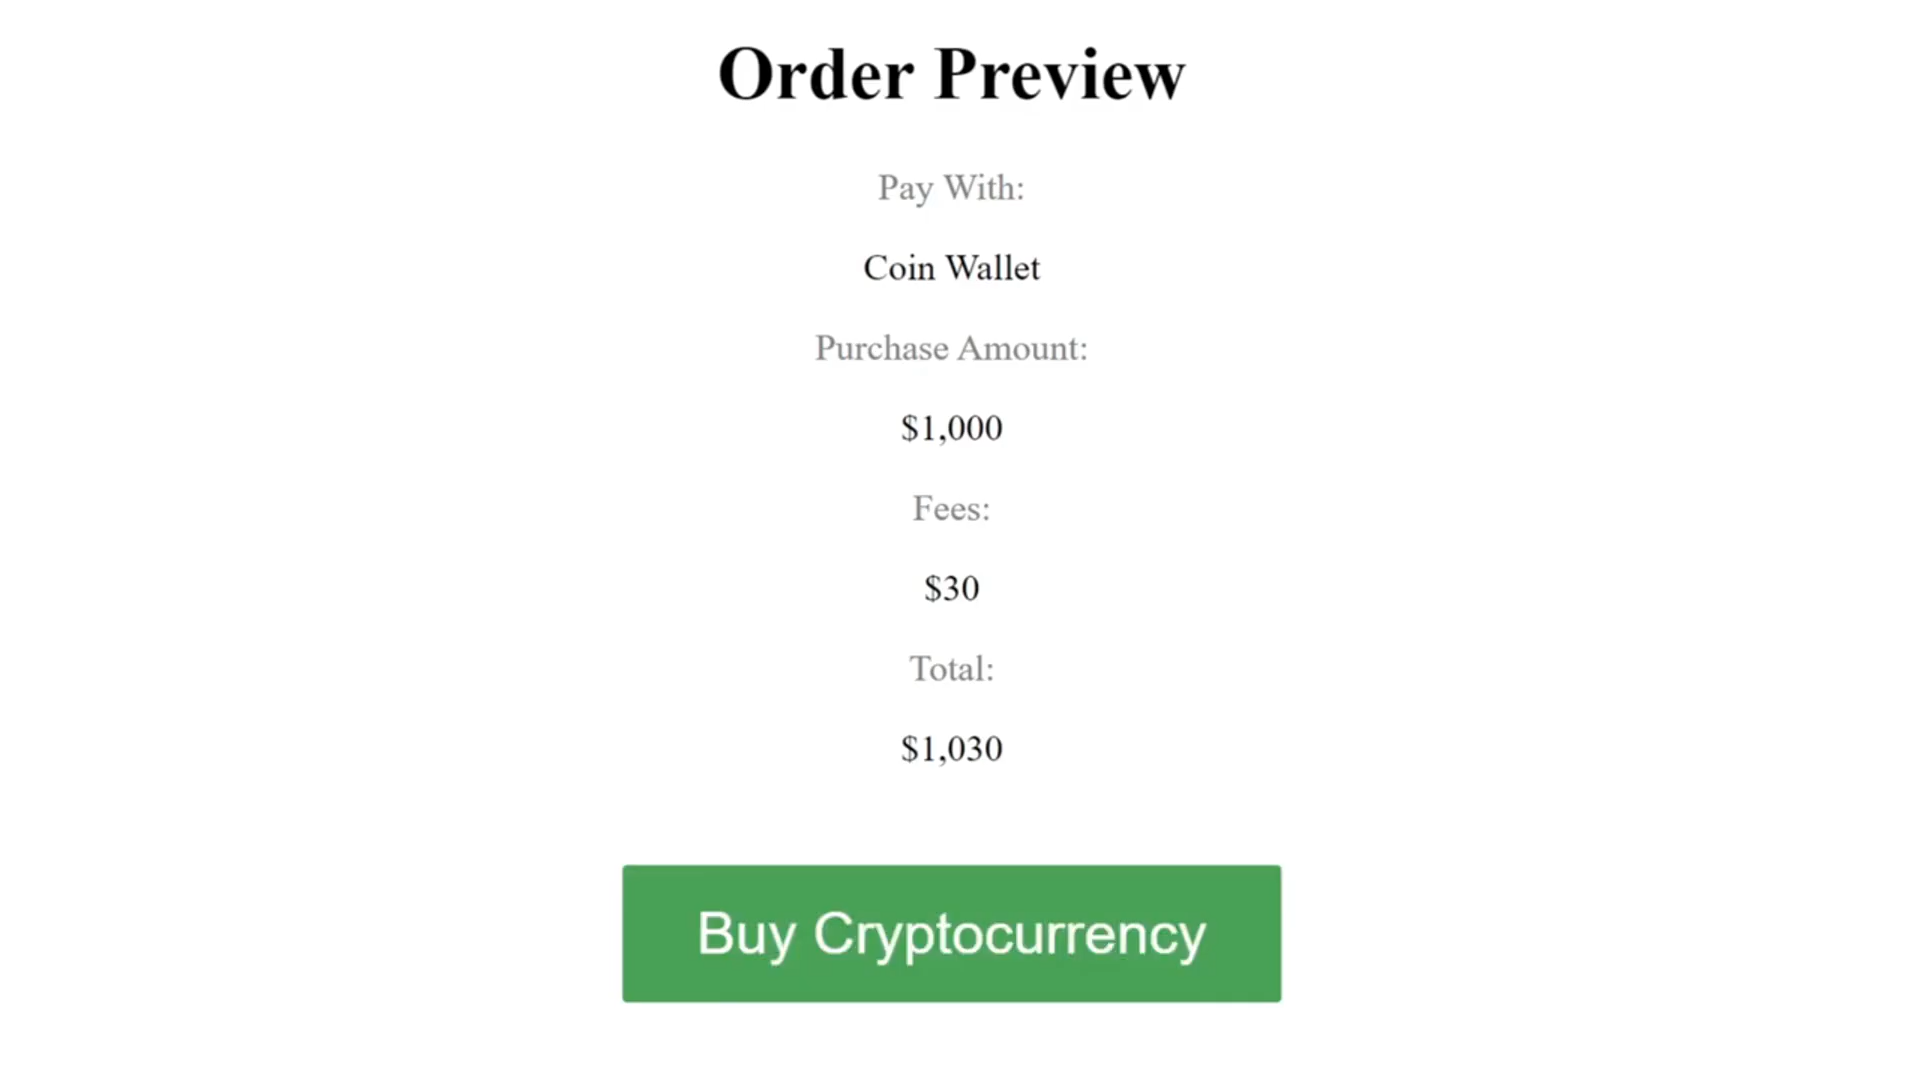 Order Preview
Pay With:
Coin Wallet
Purchase Amount:
$1,000
Fees:
$30
Total:
$1,030
Buy Cryptocurrency